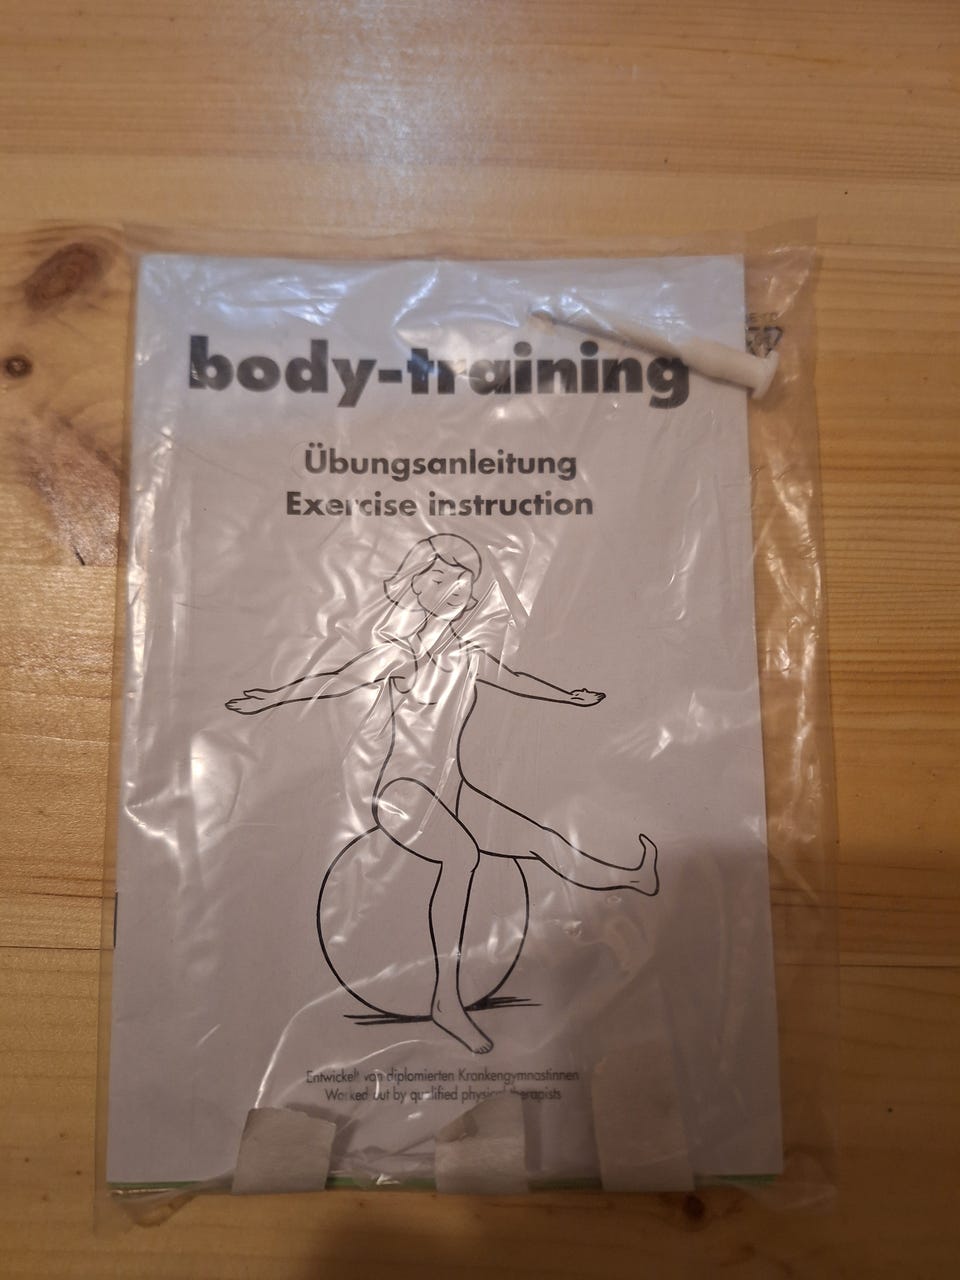 body-training
Übungsanleitung
Exercise instruction
Entwickelt von diplomierten Krankengymnastinnen
Worked out by qualified physical therapists